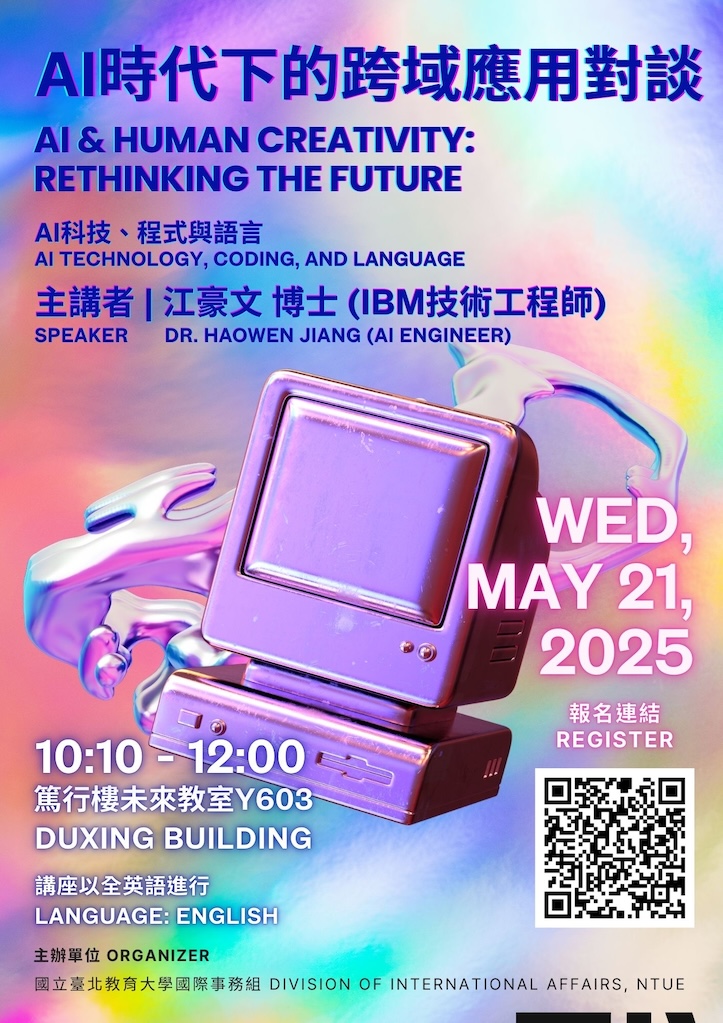 AI時代下的跨域應用對談
AI & HUMAN CREATIVITY:
RETHINKING THE FUTURE
AI科技、程式與語言
AI TECHNOLOGY, CODING, AND LANGUAGE
主講者 | 江豪文 博士 (IBM技術工程師)
SPEAKER DR. HAOWEN JIANG (AI ENGINEER)
WED,
MAY 21,
2025
報名連結
REGISTER
10:10 - 12:00
篤行樓未來教室Y603
DUXING BUILDING
講座以全英語進行
LANGUAGE: ENGLISH
主辦單位 ORGANIZER
國立臺北教育大學國際事務組 DIVISION OF INTERNATIONAL AFFAIRS, NTUE